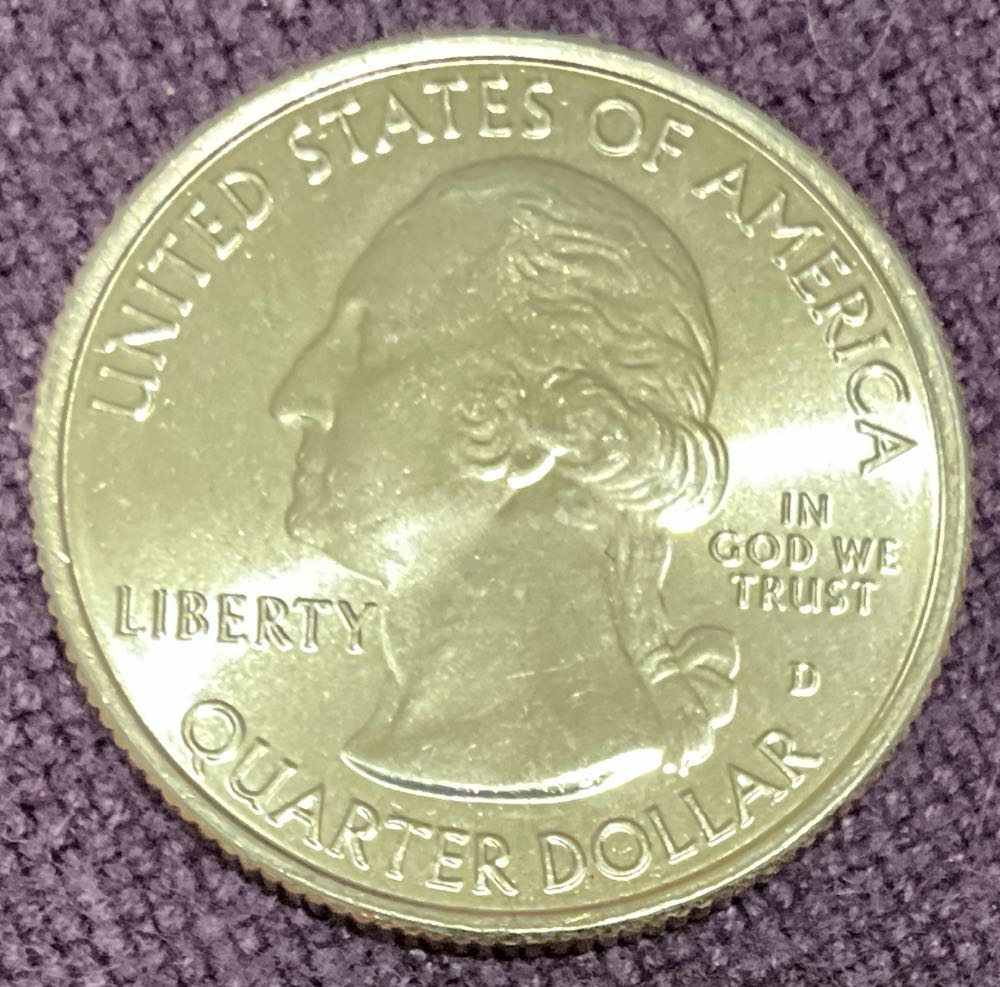 UNITED STATES OF AMERICA
LIBERTY
IN
GOD WE
TRUST
D
QUARTER DOLLAR